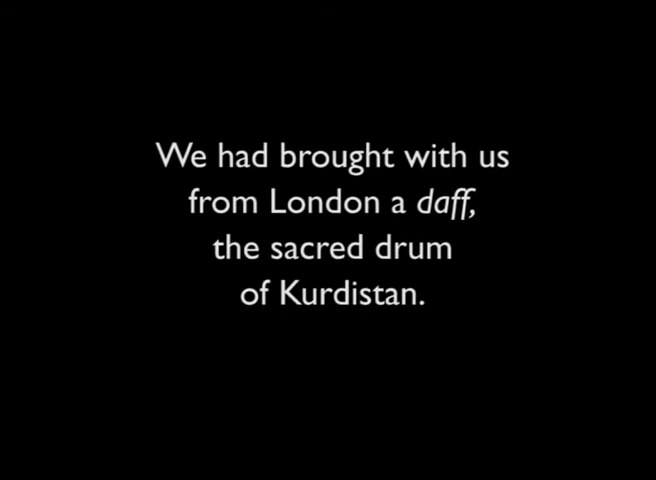 We had brought with us
from London a daff,
the sacred drum
of Kurdistan.